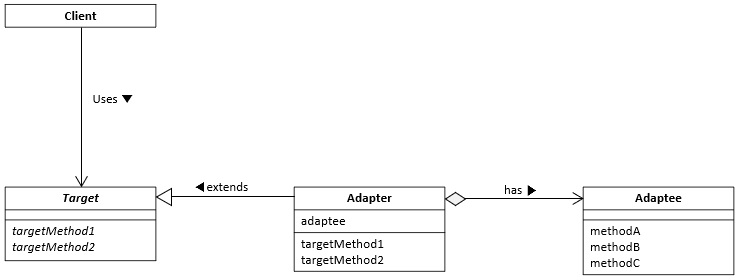 Client
Uses ▼
Target
targetMethod1
targetMethod2
◀ extends
Adapter
adaptee
targetMethod1
targetMethod2
has ▶
Adaptee
methodA
methodB
methodC